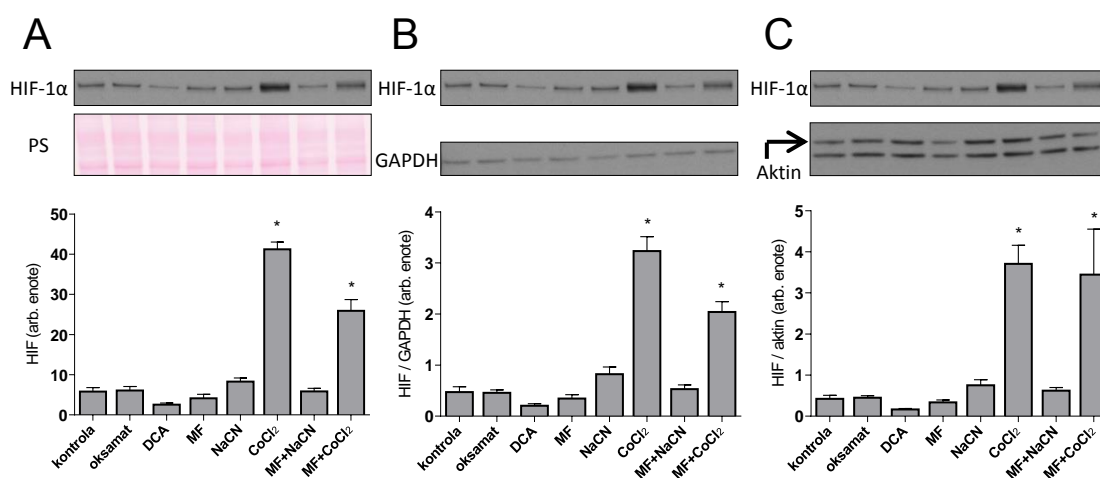 A
HIF-1α
PS
HIF (arb. enote)
50
40
30
20
10
0
*
*
kontrola
oksamat
DCA
MF
NaCN
CoCl₂
MF+NaCN
MF+CoCl₂
B
HIF-1α
GAPDH
HIF / GAPDH (arb. enote)
4
3
2
1
0
*
*
kontrola
oksamat
DCA
MF
NaCN
CoCl₂
MF+NaCN
MF+CoCl₂
C
HIF-1α
Aktin
HIF / aktin (arb. enote)
5
4
3
2
1
0
*
*
kontrola
oksamat
DCA
MF
NaCN
CoCl₂
MF+NaCN
MF+CoCl₂